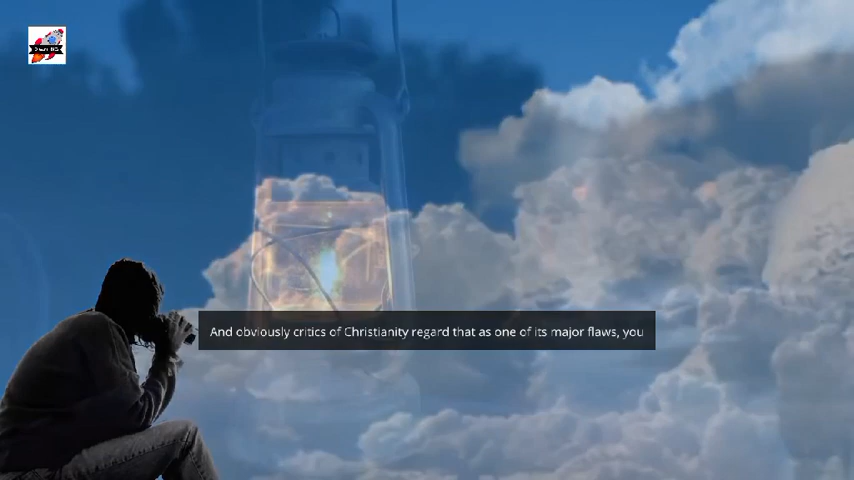 And obviously critics of Christianity regard that as one of its major flaws, you